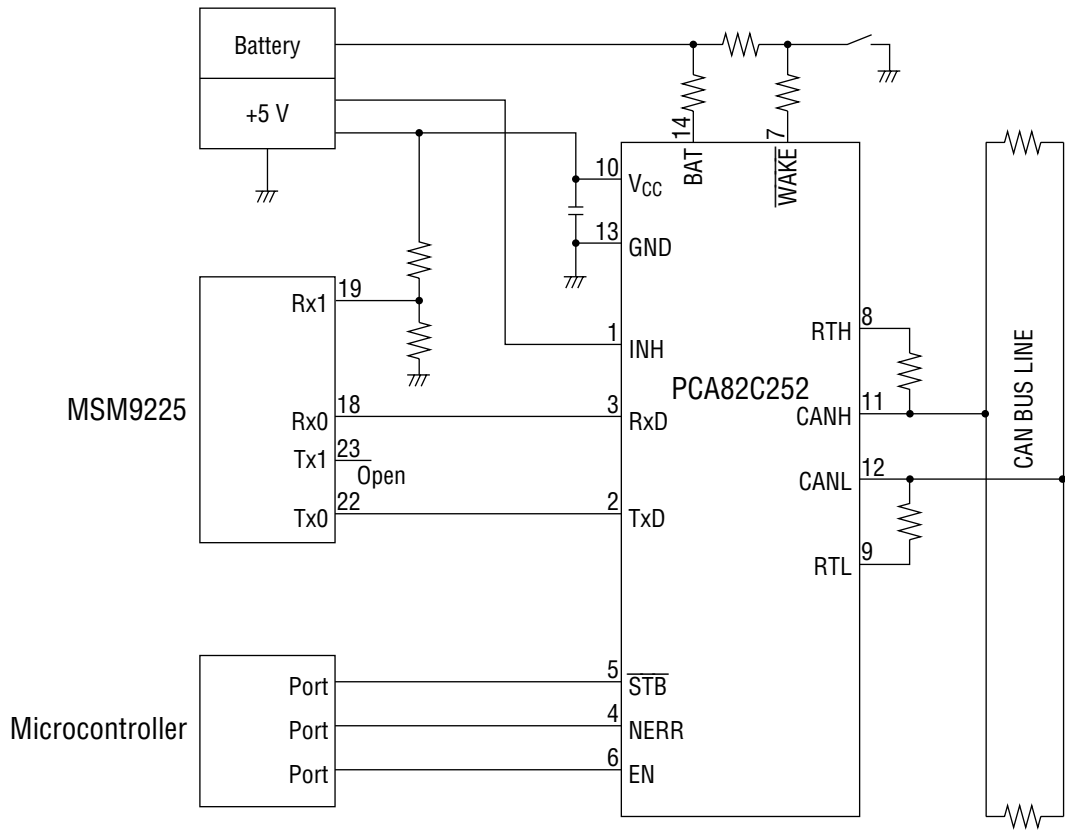 Battery
+5 V
14
BAT
7
WAKE
10
VCC
13
GND
19
Rx1
1
INH
8
RTH
PCA82C252
MSM9225
18
Rx0
3
RxD
11
CANH
CAN BUS LINE
23
Tx1
Open
12
CANL
22
Tx0
2
TxD
9
RTL
Microcontroller
Port
5
STB
Port
4
NERR
Port
6
EN